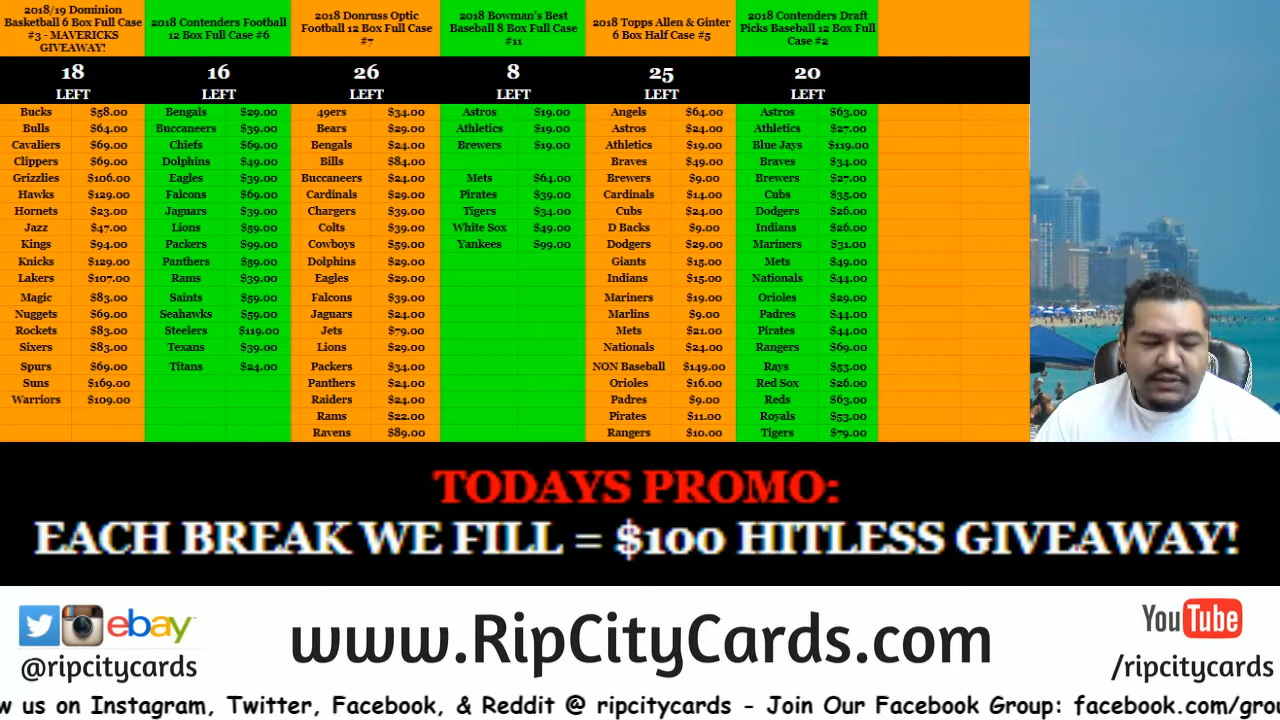 2018/19 Dominion
Basketball 6 Box Full Case
#3 - MAVERICKS
GIVEAWAY!
18
LEFT
Bucks $58.00
Bulls $64.00
Cavaliers $69.00
Clippers $69.00
Grizzlies $106.00
Hawks $129.00
Hornets $23.00
Jazz $47.00
Kings $94.00
Knicks $129.00
Lakers $107.00
Magic $83.00
Nuggets $69.00
Rockets $83.00
Sixers $83.00
Spurs $69.00
Suns $169.00
Warriors $109.00
2018 Contenders Football
12 Box Full Case #6
16
LEFT
Bengals $29.00
Buccaneers $39.00
Chiefs $69.00
Dolphins $49.00
Eagles $39.00
Falcons $69.00
Jaguars $39.00
Lions $59.00
Packers $99.00
Panthers $59.00
Rams $39.00
Saints $59.00
Seahawks $59.00
Steelers $119.00
Texans $39.00
Titans $24.00
2018 Donruss Optic
Football 12 Box Full Case
#7
26
LEFT
49ers $34.00
Bears $29.00
Bengals $24.00
Bills $84.00
Buccaneers $24.00
Cardinals $29.00
Chargers $39.00
Colts $39.00
Cowboys $59.00
Dolphins $29.00
Eagles $29.00
Falcons $39.00
Jaguars $24.00
Jets $79.00
Lions $29.00
Packers $34.00
Panthers $24.00
Raiders $24.00
Rams $22.00
Ravens $89.00
2018 Bowman's Best
Baseball 8 Box Full Case
#11
8
LEFT
Astros $19.00
Athletics $19.00
Brewers $19.00
Mets $64.00
Pirates $39.00
Tigers $34.00
White Sox $49.00
Yankees $99.00
2018 Topps Allen & Ginter
6 Box Half Case #5
25
LEFT
Angels $64.00
Astros $24.00
Athletics $19.00
Braves $49.00
Brewers $9.00
Cardinals $14.00
Cubs $24.00
D Backs $9.00
Dodgers $29.00
Giants $15.00
Indians $15.00
Mariners $19.00
Marlins $9.00
Mets $21.00
Nationals $24.00
NON Baseball $149.00
Orioles $16.00
Padres $9.00
Pirates $11.00
Rangers $10.00
2018 Contenders Draft
Picks Baseball 12 Box Full
Case #2
20
LEFT
Astros $63.00
Athletics $27.00
Blue Jays $119.00
Braves $34.00
Brewers $27.00
Cubs $35.00
Dodgers $26.00
Indians $26.00
Mariners $31.00
Mets $49.00
Nationals $44.00
Orioles $29.00
Padres $44.00
Pirates $44.00
Rangers $69.00
Rays $53.00
Red Sox $26.00
Reds $63.00
Royals $53.00
Tigers $79.00
TODAYS PROMO:
EACH BREAK WE FILL = $100 HITLESS GIVEAWAY!
ebay
@ripcitycards
www.RipCityCards.com
YouTube
/ripcitycards
w us on Instagram, Twitter, Facebook, & Reddit @ ripcitycards - Join Our Facebook Group: facebook.com/grou